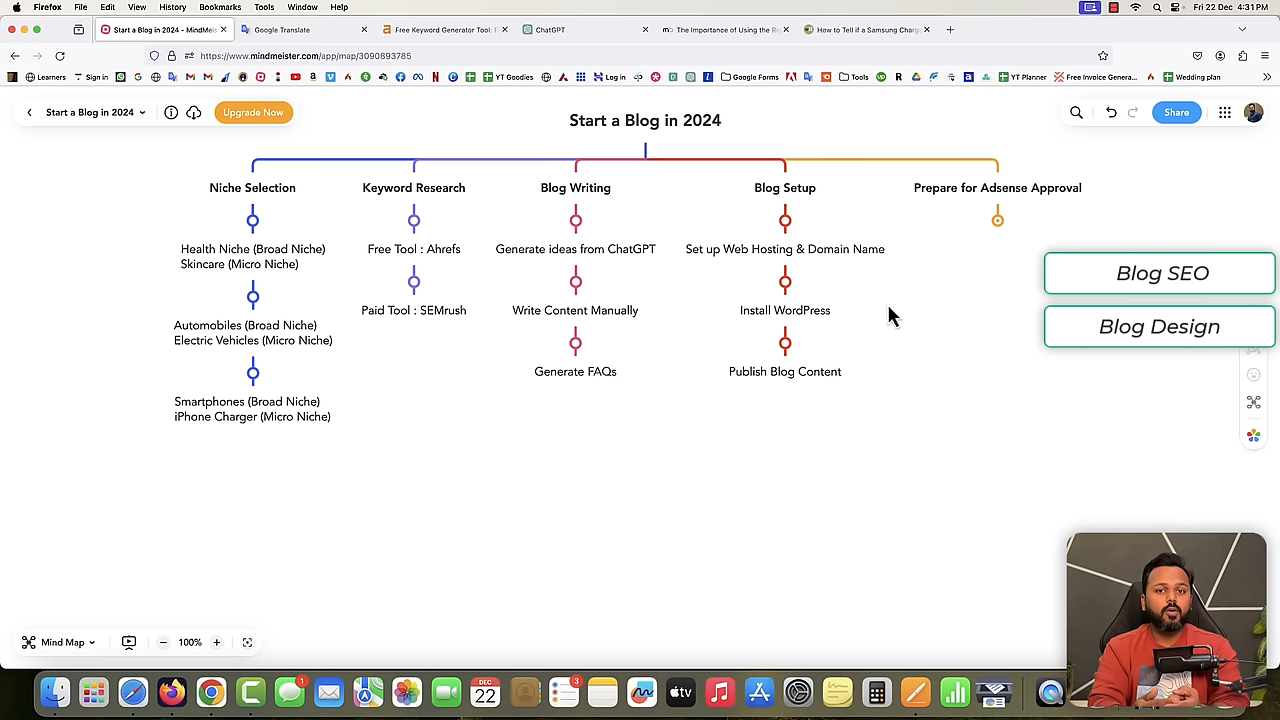 Firefox File Edit View History Bookmarks Tools Window Help Fri 22 Dec 4:31 PM
Start a Blog in 2024 - MindMeis Google Translate Free Keyword Generator Tool: F ChatGPT The Importance of Using the Ri How to Tell if a Samsung Charge
https://www.mindmeister.com/app/map/3090893785
Learners Sign in YT Goodies Log in Google Forms Tools YT Planner Free Invoice Genera... Wedding plan
Start a Blog in 2024 Upgrade Now Share
Start a Blog in 2024
Niche Selection Keyword Research Blog Writing Blog Setup Prepare for Adsense Approval
Health Niche (Broad Niche) Free Tool : Ahrefs Generate ideas from ChatGPT Set up Web Hosting & Domain Name
Skincare (Micro Niche)
Blog SEO
Paid Tool : SEMrush Write Content Manually Install WordPress
Blog Design
Automobiles (Broad Niche)
Electric Vehicles (Micro Niche)
Generate FAQs Publish Blog Content
Smartphones (Broad Niche)
iPhone Charger (Micro Niche)
Mind Map 100%
1 DEC 22 3 tv